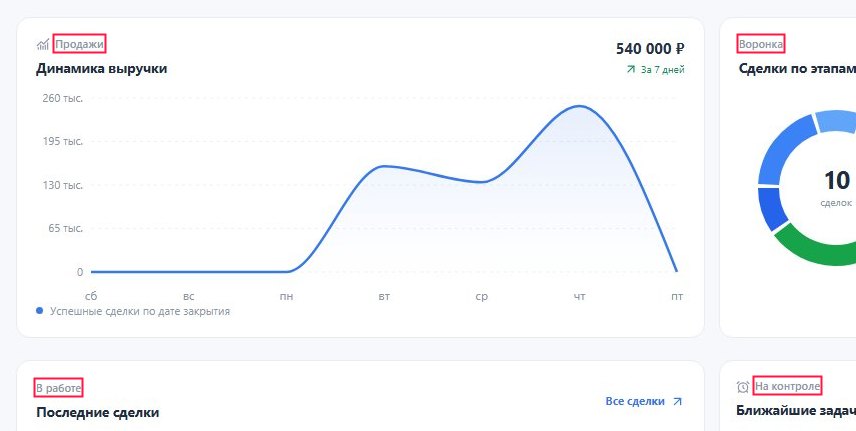 Продажи
Динамика выручки
540 000 ₽
За 7 дней
260 тыс.
195 тыс.
130 тыс.
65 тыс.
0
сб вс пн вт ср чт пт
Успешные сделки по дате закрытия
Воронка
Сделки по этапам
10
сделок
В работе
Последние сделки
Все сделки
На контроле
Ближайшие задач